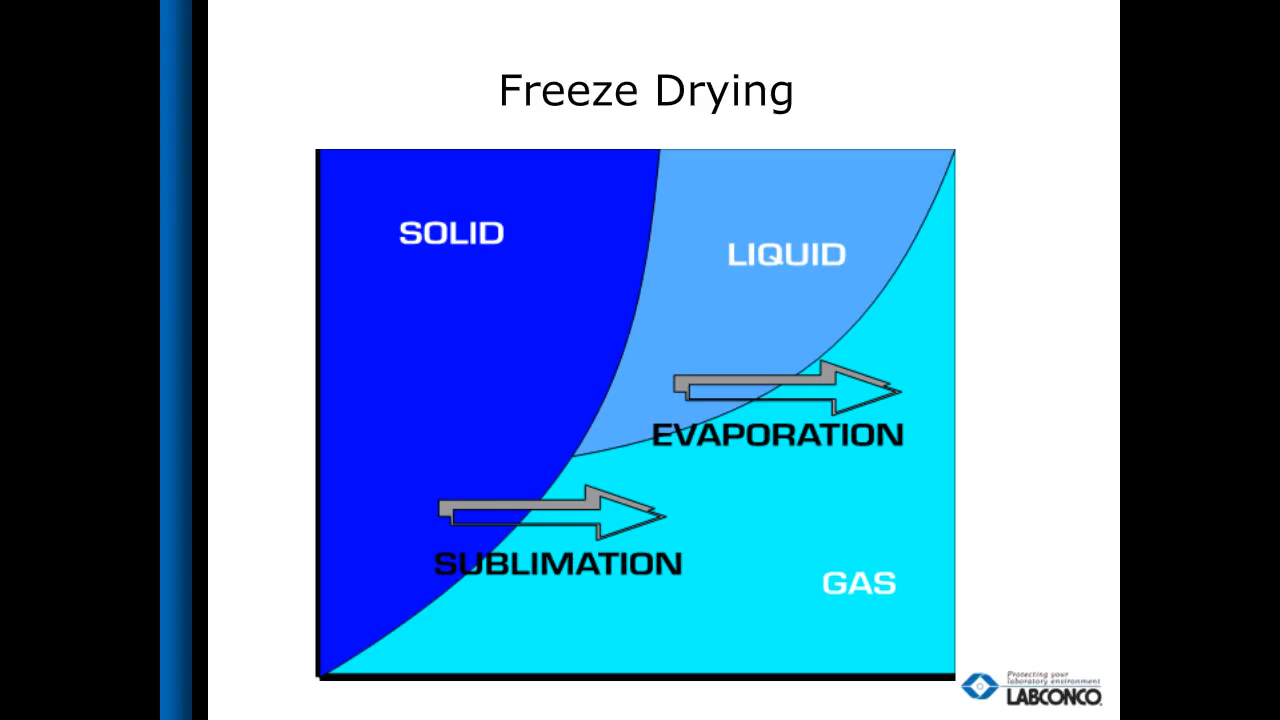 Freeze Drying
SOLID
LIQUID
EVAPORATION
SUBLIMATION
GAS
Protecting your
laboratory environment
LABCONCO